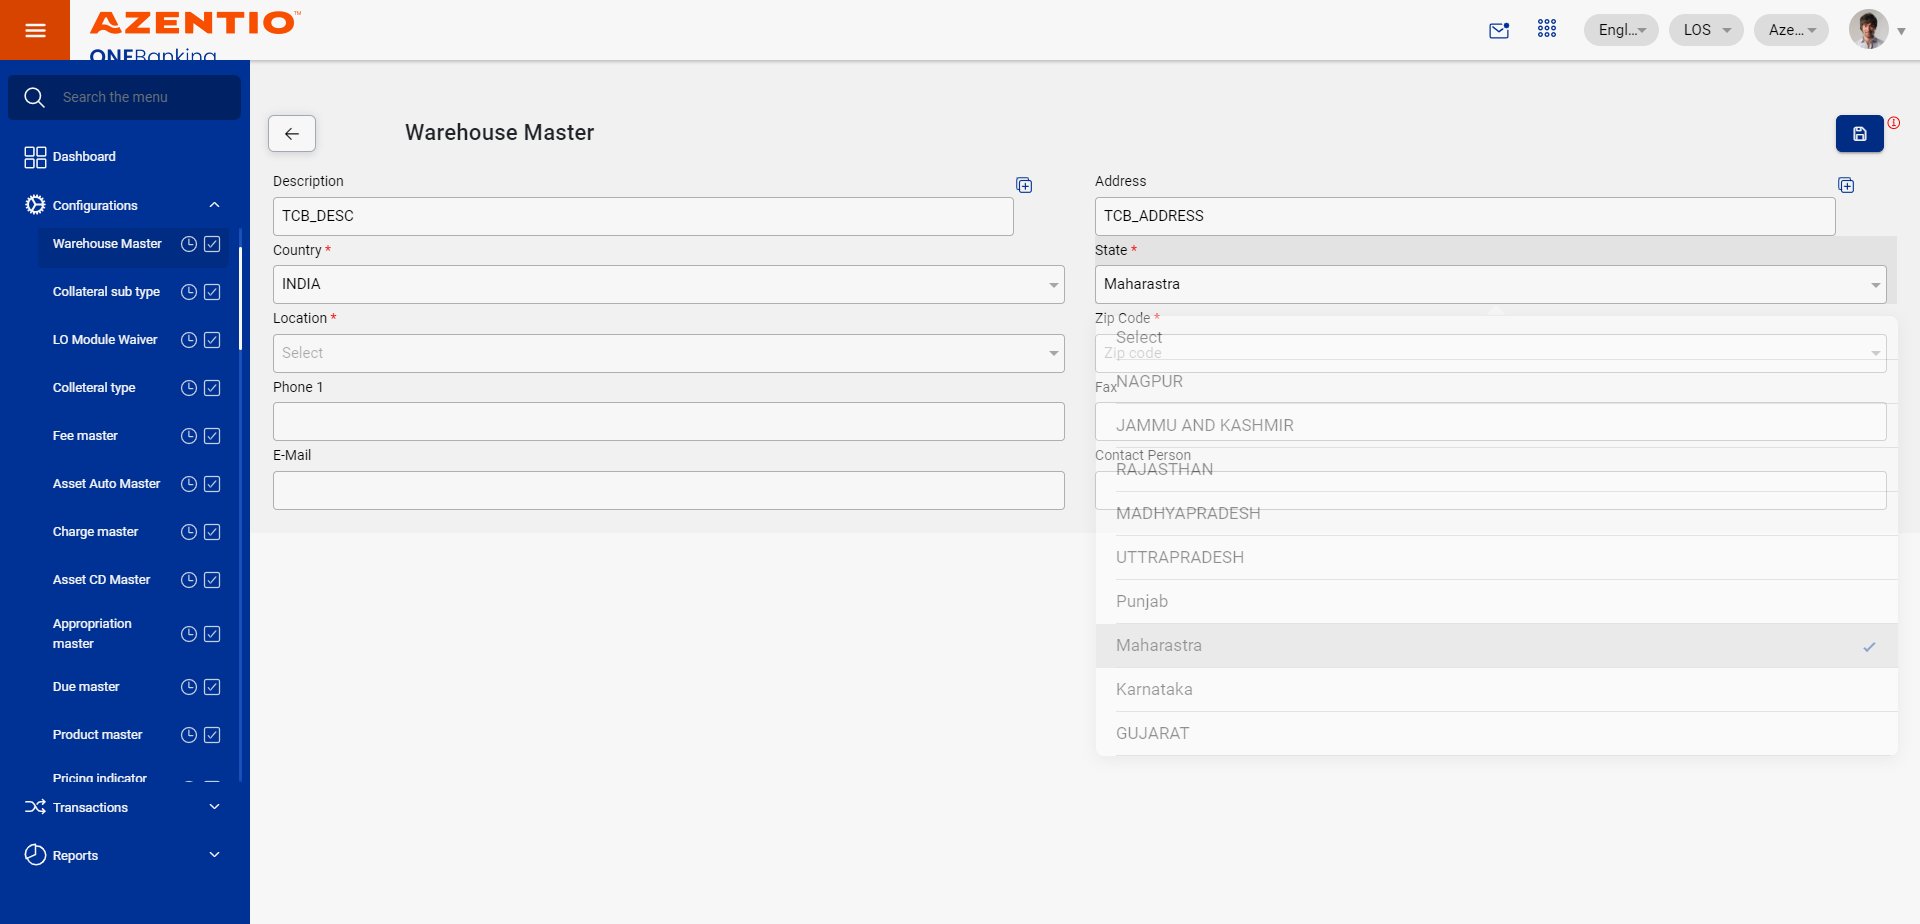 AZENTIO™
ONEBanking
Engl...
LOS
Aze...
Search the menu
Dashboard
Configurations
Warehouse Master
Collateral sub type
LO Module Waiver
Colleteral type
Fee master
Asset Auto Master
Charge master
Asset CD Master
Appropriation
master
Due master
Product master
Pricing indicator
Transactions
Reports
Warehouse Master
Description
TCB_DESC
Address
TCB_ADDRESS
Country *
INDIA
State *
Maharastra
Location *
Select
Zip Code *
Zip code
Phone 1
Fax
E-Mail
Contact Person
Select
NAGPUR
JAMMU AND KASHMIR
RAJASTHAN
MADHYAPRADESH
UTTRAPRADESH
Punjab
Maharastra
Karnataka
GUJARAT